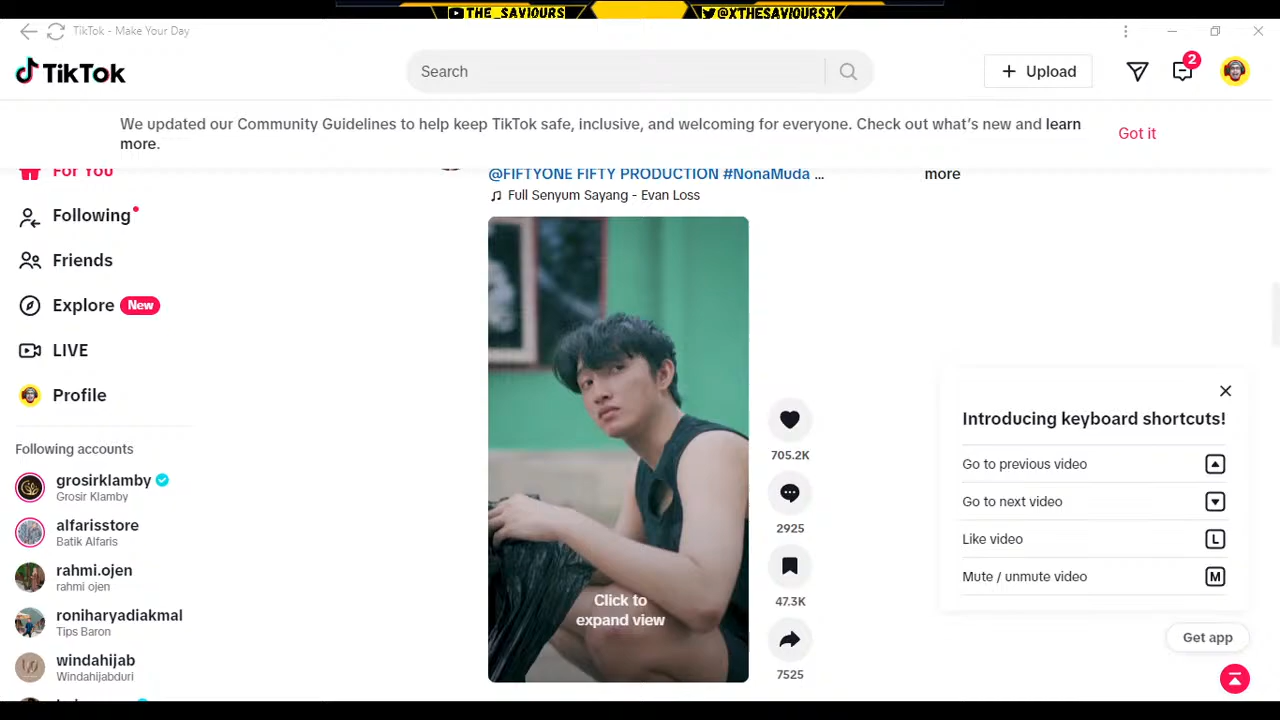 THE_SAVIOURS
@XTHESAVIOURSX
TikTok - Make Your Day
TikTok
Search
Upload
2
We updated our Community Guidelines to help keep TikTok safe, inclusive, and welcoming for everyone. Check out what's new and learn
more.
Got it
For You
@FIFTYONE FIFTY PRODUCTION #NonaMuda ...
more
Full Senyum Sayang - Evan Loss
Following
Friends
Explore New
LIVE
Profile
Following accounts
grosirklamby
Grosir Klamby
alfarisstore
Batik Alfaris
rahmi.ojen
rahmi ojen
roniharyadiakmal
Tips Baron
windahijab
Windahijabduri
Click to
expand view
705.2K
2925
47.3K
7525
Introducing keyboard shortcuts!
Go to previous video
Go to next video
Like video L
Mute / unmute video M
Get app